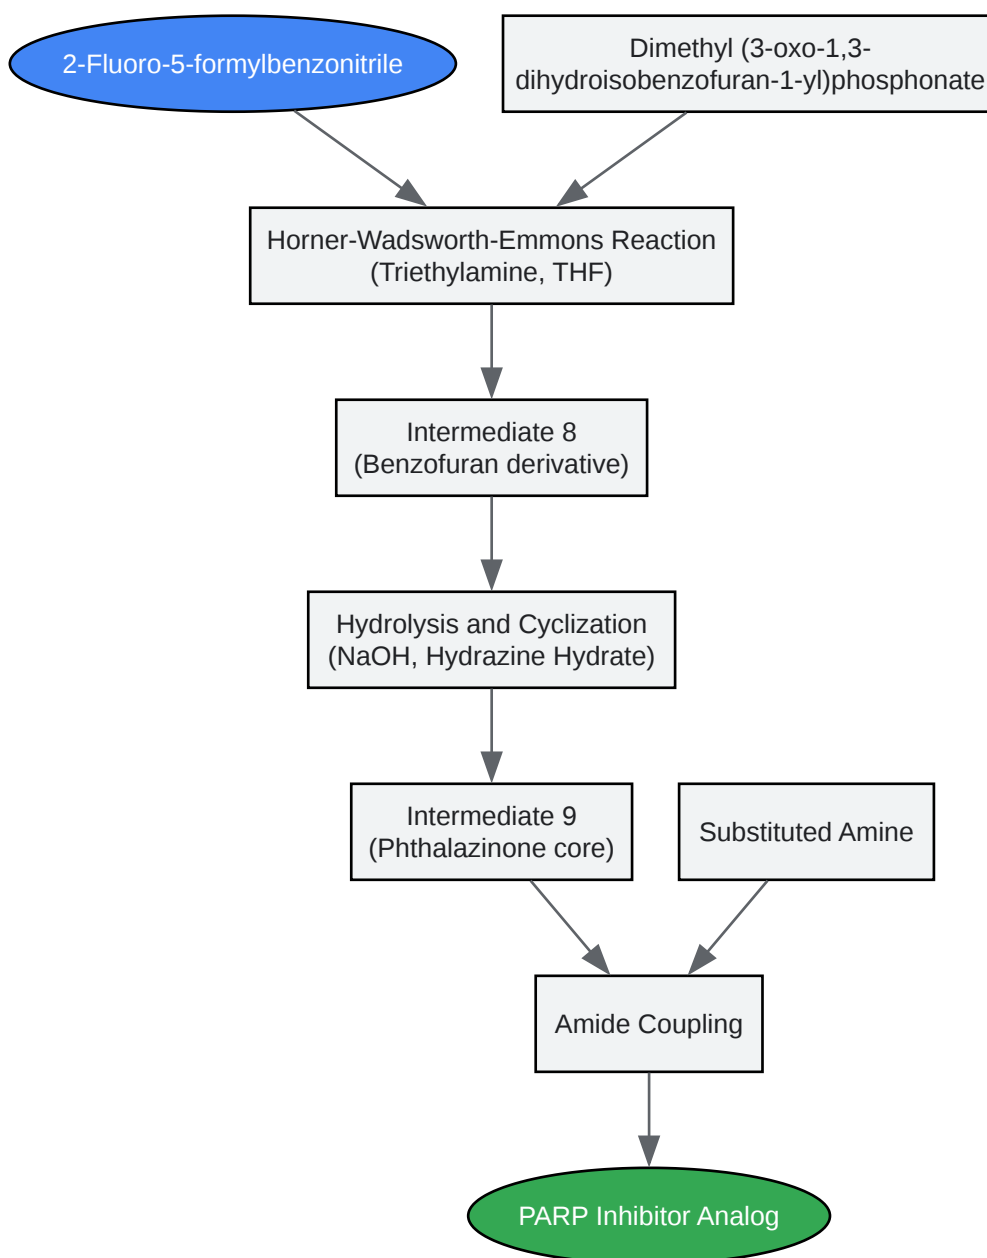 2-Fluoro-5-formylbenzonitrile
Dimethyl (3-oxo-1,3-
dihydroisobenzofuran-1-yl)phosphonate
Horner-Wadsworth-Emmons Reaction
(Triethylamine, THF)
Intermediate 8
(Benzofuran derivative)
Hydrolysis and Cyclization
(NaOH, Hydrazine Hydrate)
Intermediate 9
(Phthalazinone core)
Substituted Amine
Amide Coupling
PARP Inhibitor Analog